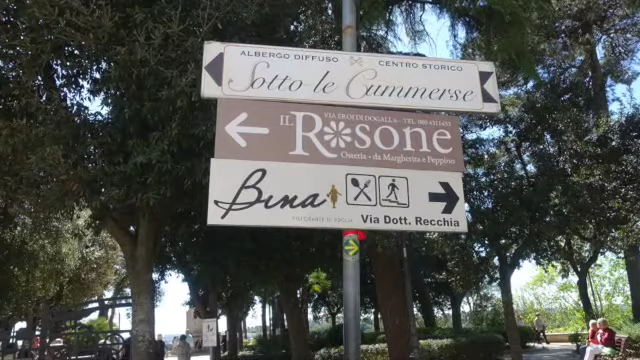 ALBERGO DIFFUSO CENTRO STORICO
Sotto le Cummerse
VIA EROI DI DOGALI, 6 - TEL. 080 4311453
IL Rosone
Osteria - da Margherita e Peppino
Bina
RISTORANTE DI PUGLIA
Via Dott. Recchia